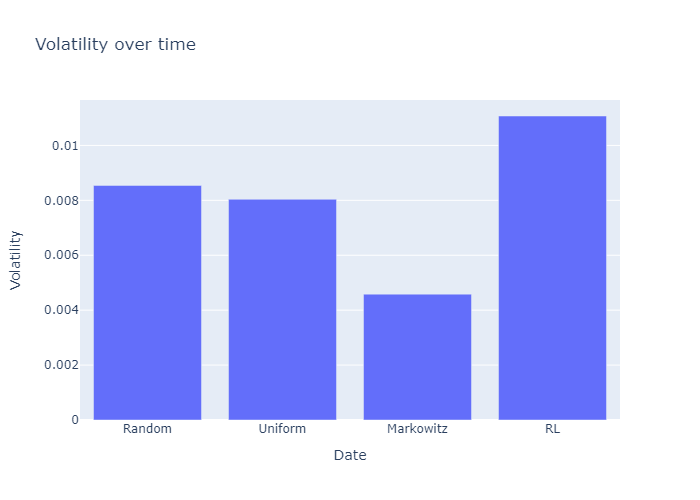 Volatility over time
Volatility
0.01
0.008
0.006
0.004
0.002
0
Random
Uniform
Markowitz
RL
Date